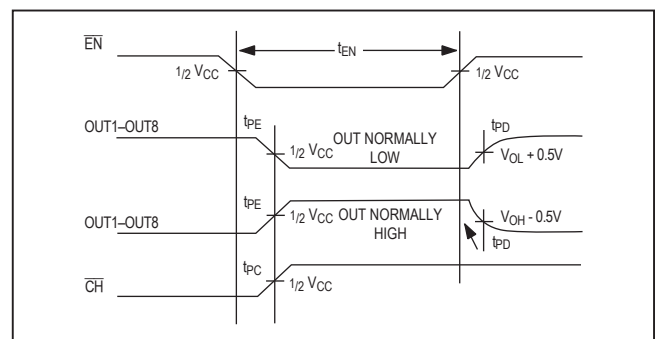 EN
tEN
1/2 VCC
1/2 VCC
OUT1–OUT8
tPE
1/2 VCC
OUT NORMALLY
LOW
tPD
VOL + 0.5V
OUT1–OUT8
tPE
1/2 VCC
OUT NORMALLY
HIGH
VOH - 0.5V
tPD
CH
tPC
1/2 VCC